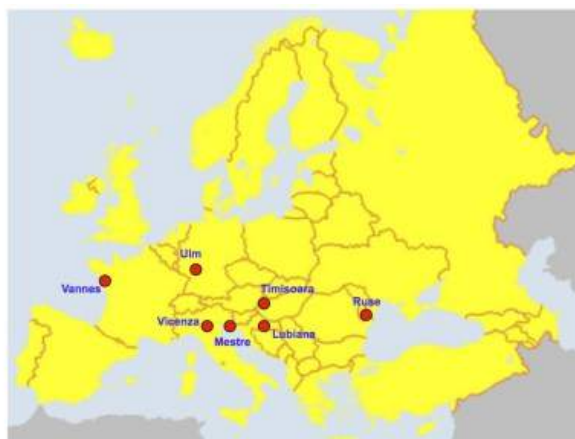 Ulm
Vannes
Timisoara
Ruse
Vicenza
Lubiana
Mestre